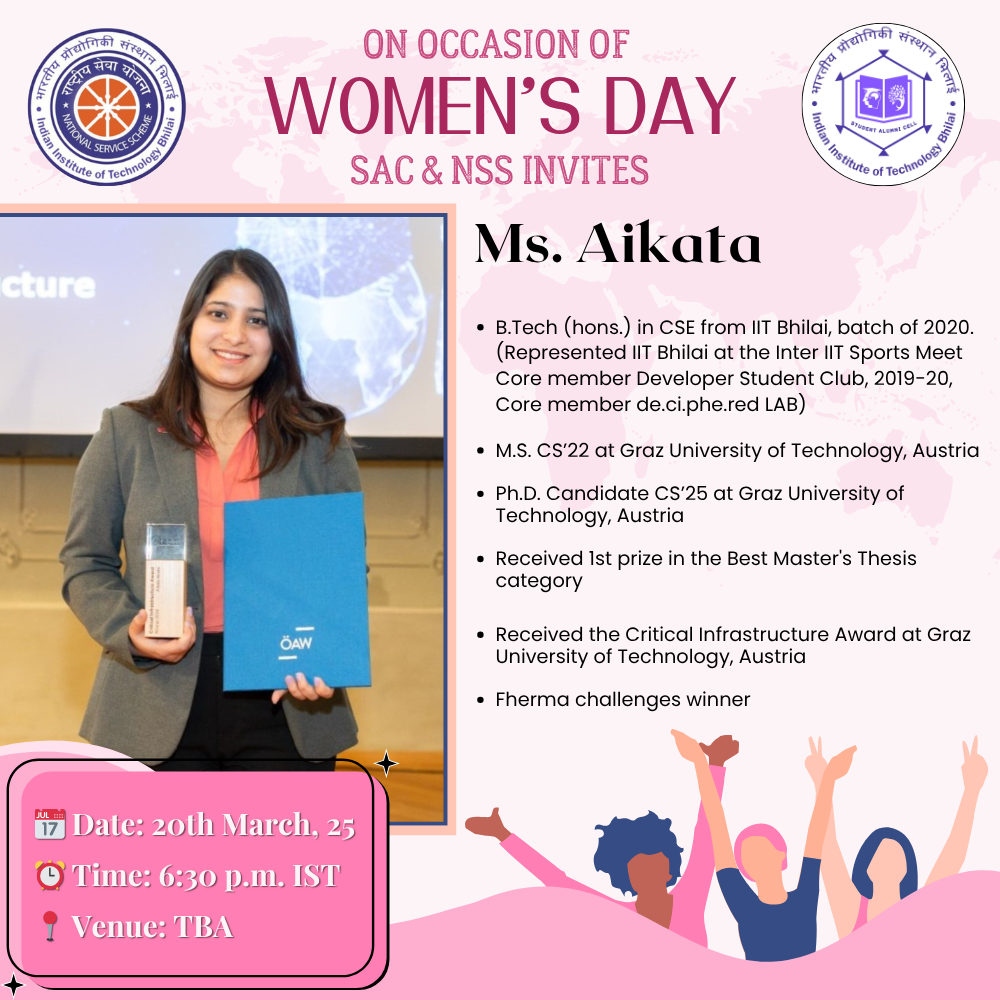 ON OCCASION OF
WOMEN'S DAY
SAC & NSS INVITES
भारतीय प्रौद्योगिकी संस्थान भिलाई
राष्ट्रीय सेवा योजना
NATIONAL SERVICE SCHEME
Indian Institute of Technology Bhilai
भारतीय प्रौद्योगिकी संस्थान भिलाई
STUDENT ALUMNI CELL
Indian Institute of Technology Bhilai
cture
ÖAW
Ms. Aikata
• B.Tech (hons.) in CSE from IIT Bhilai, batch of 2020.
(Represented IIT Bhilai at the Inter IIT Sports Meet
Core member Developer Student Club, 2019-20,
Core member de.ci.phe.red LAB)
• M.S. CS'22 at Graz University of Technology, Austria
• Ph.D. Candidate CS'25 at Graz University of
Technology, Austria
• Received 1st prize in the Best Master's Thesis
category
• Received the Critical Infrastructure Award at Graz
University of Technology, Austria
• Fherma challenges winner
JUL
17
Date: 20th March, 25
Time: 6:30 p.m. IST
Venue: TBA